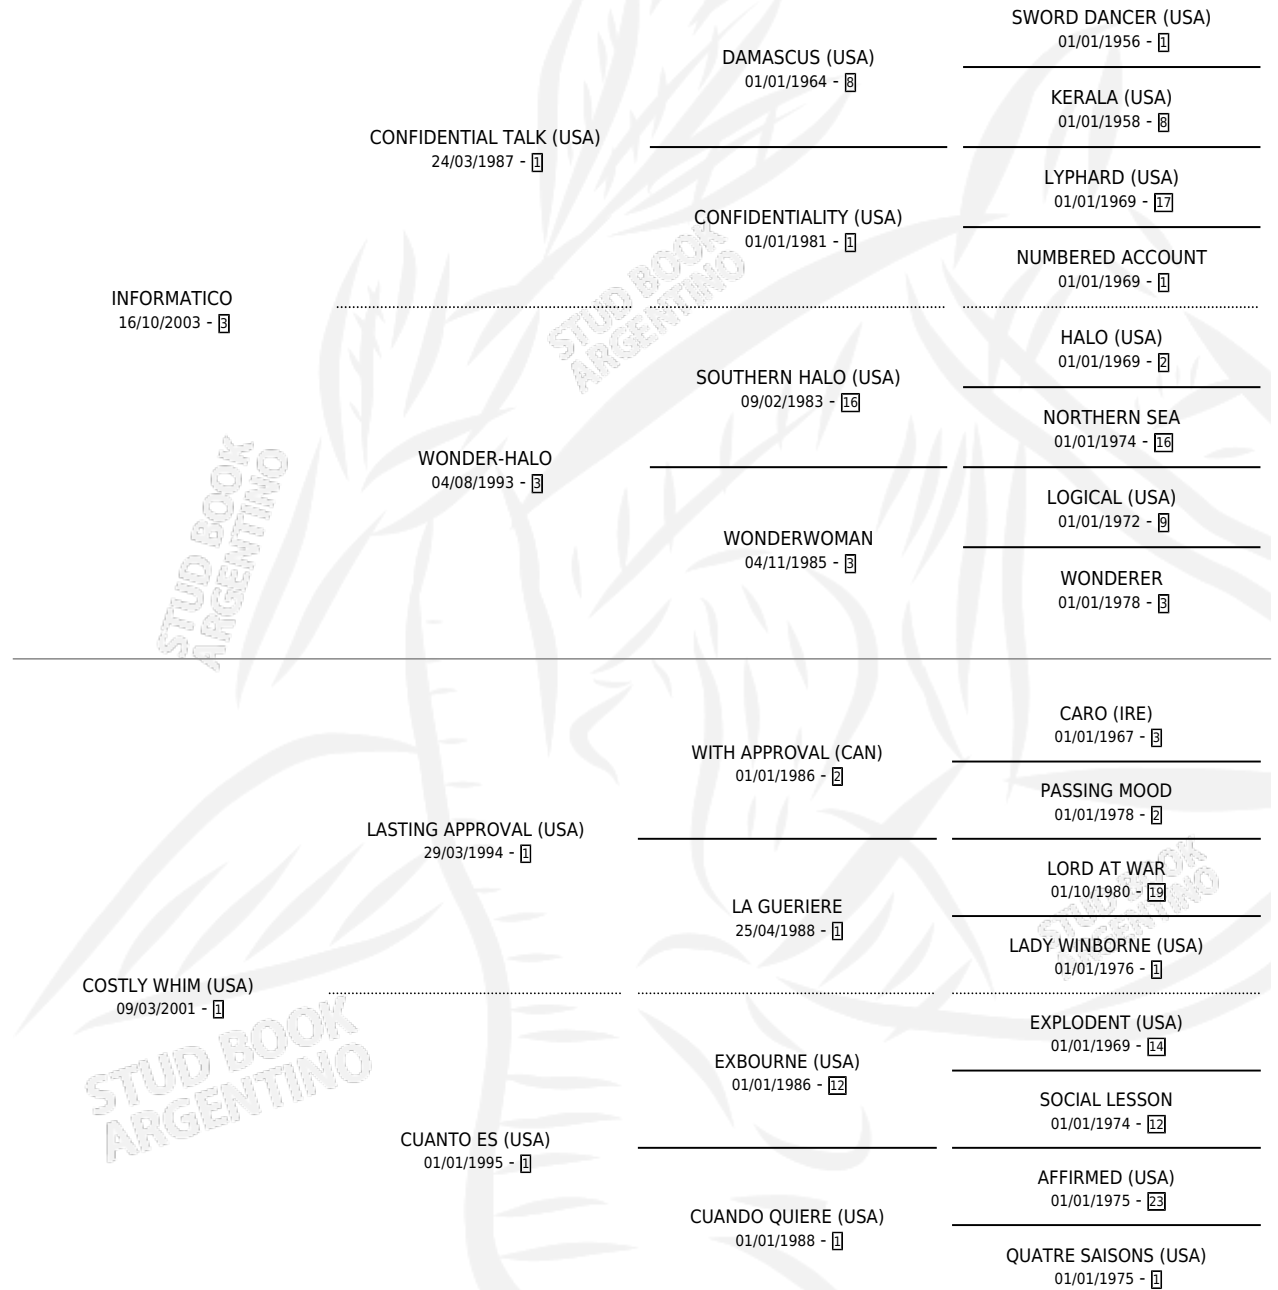 SWORD DANCER (USA)
01/01/1956 - 1
DAMASCUS (USA)
01/01/1964 - 8
KERALA (USA)
01/01/1958 - 8
CONFIDENTIAL TALK (USA)
24/03/1987 - 1
LYPHARD (USA)
01/01/1969 - 17
CONFIDENTIALITY (USA)
01/01/1981 - 1
NUMBERED ACCOUNT
01/01/1969 - 1
INFORMATICO
16/10/2003 - 3
HALO (USA)
01/01/1969 - 2
SOUTHERN HALO (USA)
09/02/1983 - 16
NORTHERN SEA
01/01/1974 - 16
WONDER-HALO
04/08/1993 - 3
LOGICAL (USA)
01/01/1972 - 9
WONDERWOMAN
04/11/1985 - 3
WONDERER
01/01/1978 - 3
CARO (IRE)
01/01/1967 - 3
WITH APPROVAL (CAN)
01/01/1986 - 2
PASSING MOOD
01/01/1978 - 2
LASTING APPROVAL (USA)
29/03/1994 - 1
LORD AT WAR
01/10/1980 - 19
LA GUERIERE
25/04/1988 - 1
LADY WINBORNE (USA)
01/01/1976 - 1
COSTLY WHIM (USA)
09/03/2001 - 1
EXPLODENT (USA)
01/01/1969 - 14
EXBOURNE (USA)
01/01/1986 - 12
SOCIAL LESSON
01/01/1974 - 12
CUANTO ES (USA)
01/01/1995 - 1
AFFIRMED (USA)
01/01/1975 - 23
CUANDO QUIERE (USA)
01/01/1988 - 1
QUATRE SAISONS (USA)
01/01/1975 - 1
STUD BOOK
ARGENTINO
STUD BOOK
ARGENTINO
STUD BOOK
ARGENTINO
STUD BOOK
ARGENTINO